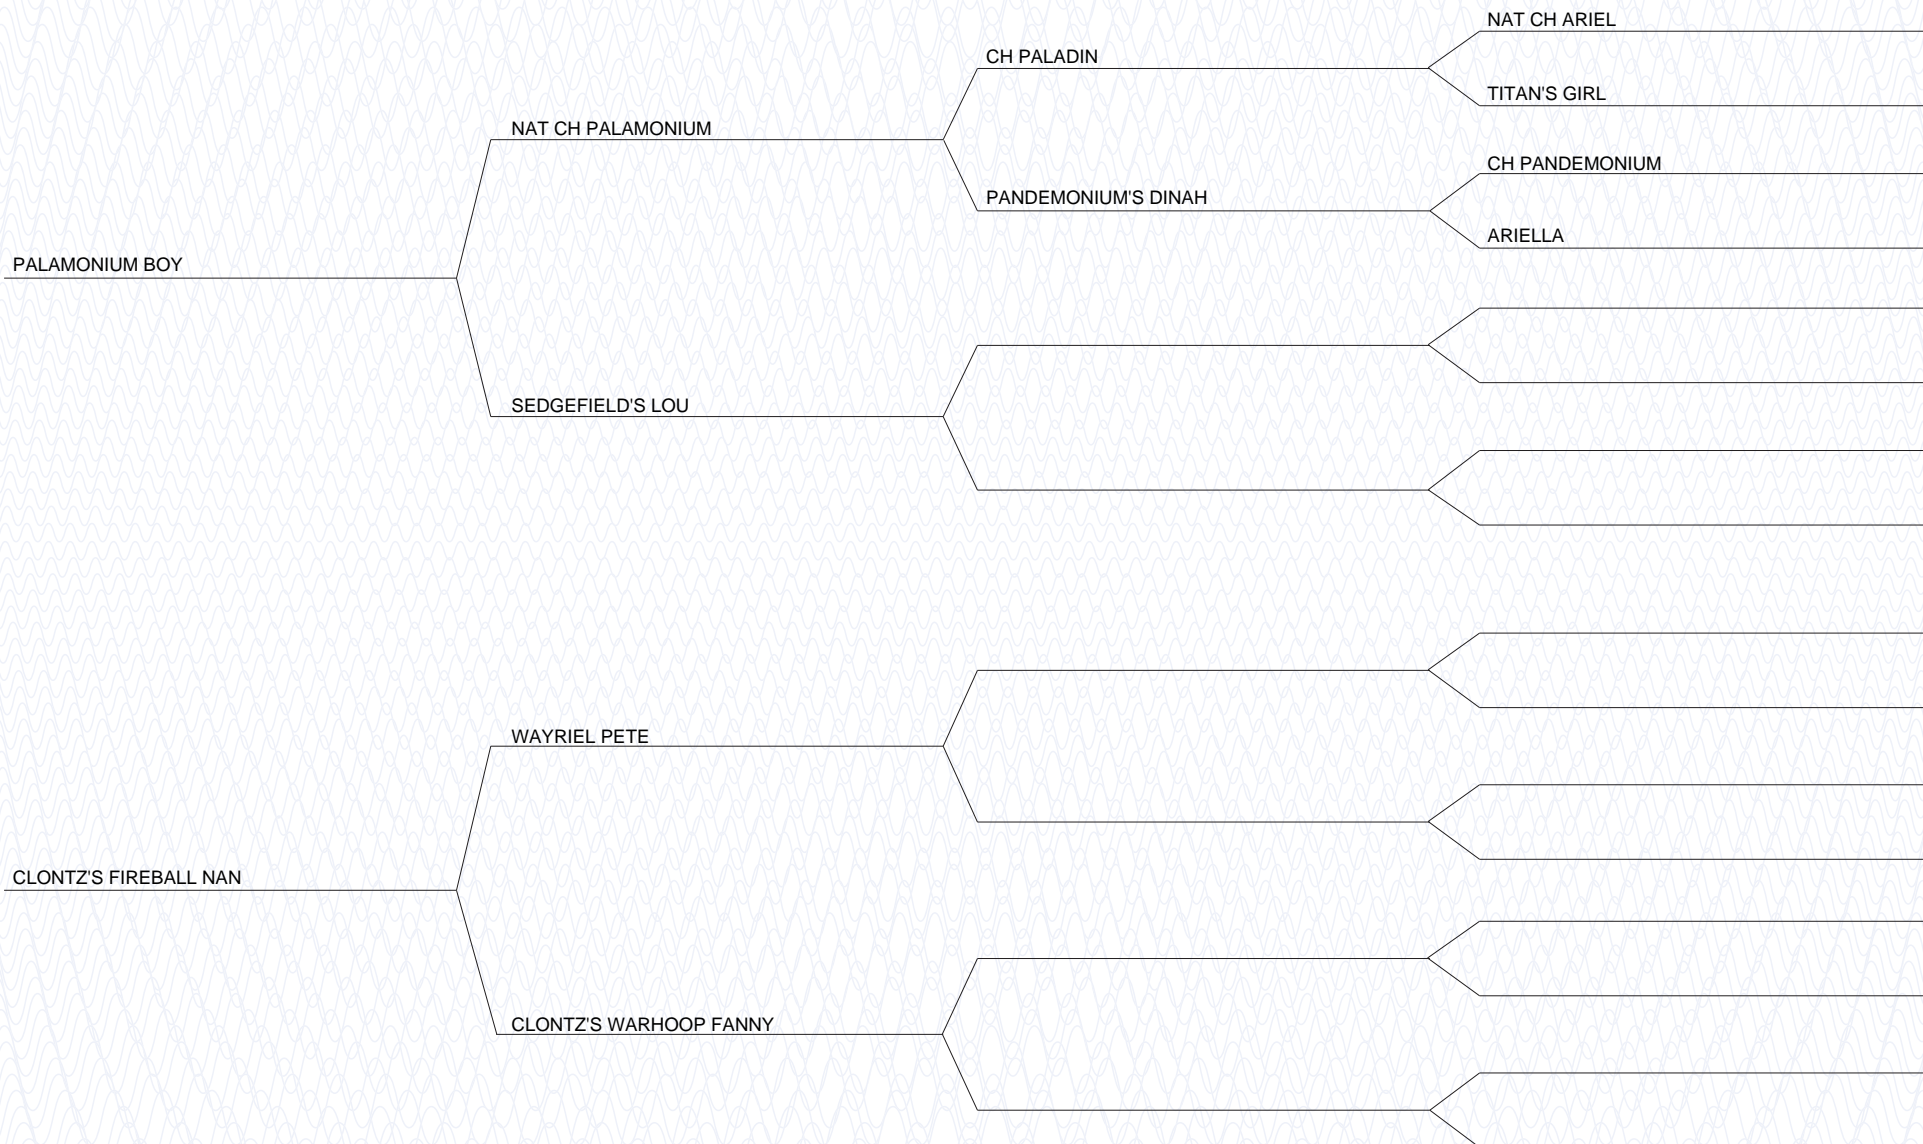 NAT CH ARIEL
CH PALADIN
TITAN'S GIRL
NAT CH PALAMONIUM
CH PANDEMONIUM
PANDEMONIUM'S DINAH
ARIELLA
PALAMONIUM BOY
SEDGEFIELD'S LOU
WAYRIEL PETE
CLONTZ'S FIREBALL NAN
CLONTZ'S WARHOOP FANNY